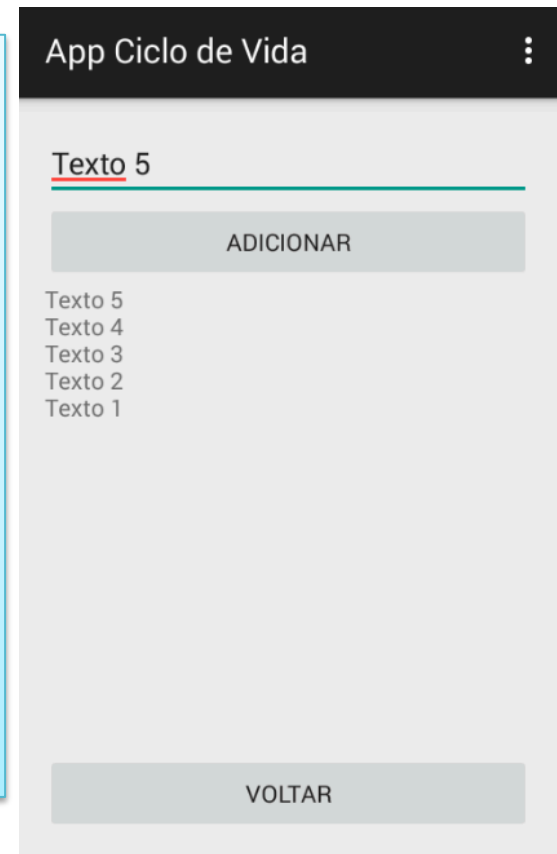 App Ciclo de Vida
Texto 5
ADICIONAR
Texto 5
Texto 4
Texto 3
Texto 2
Texto 1
VOLTAR